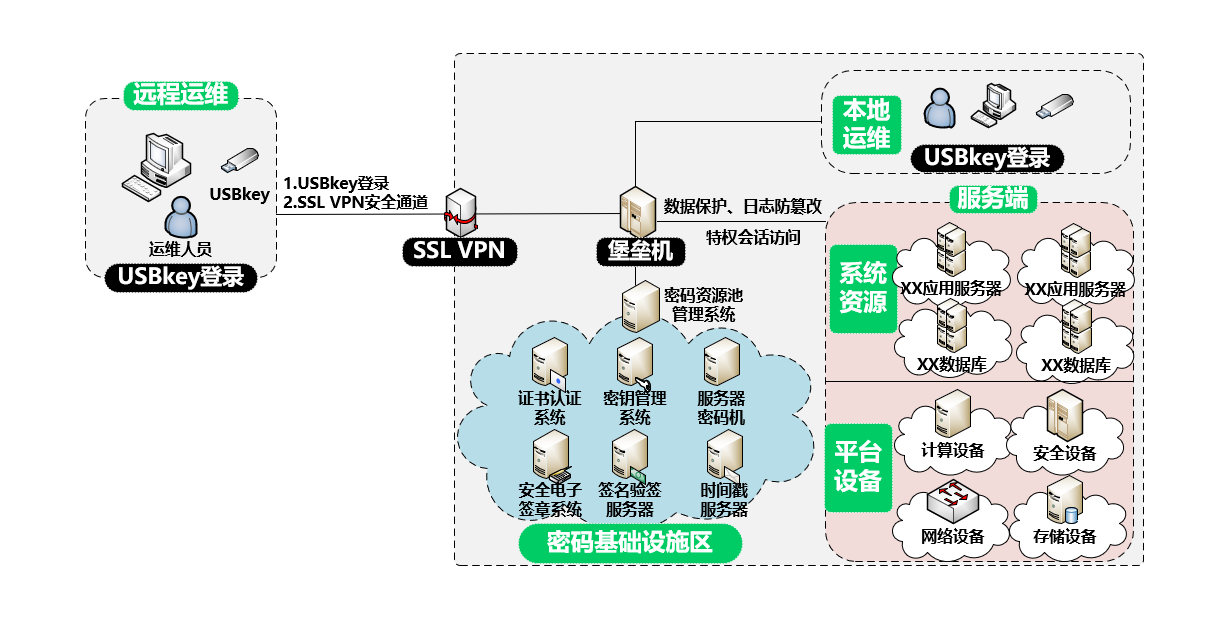 远程运维
USBkey
运维人员
USBkey登录
1.USBkey登录
2.SSL VPN安全通道
SSL VPN
堡垒机
本地
运维
USBkey登录
数据保护、日志防篡改
特权会话访问
服务端
系统
资源
XX应用服务器
XX应用服务器
XX数据库
XX数据库
平台
设备
计算设备
安全设备
网络设备
存储设备
密码资源池
管理系统
证书认证
系统
密钥管理
系统
服务器
密码机
安全电子
签章系统
签名验签
服务器
时间戳
服务器
密码基础设施区